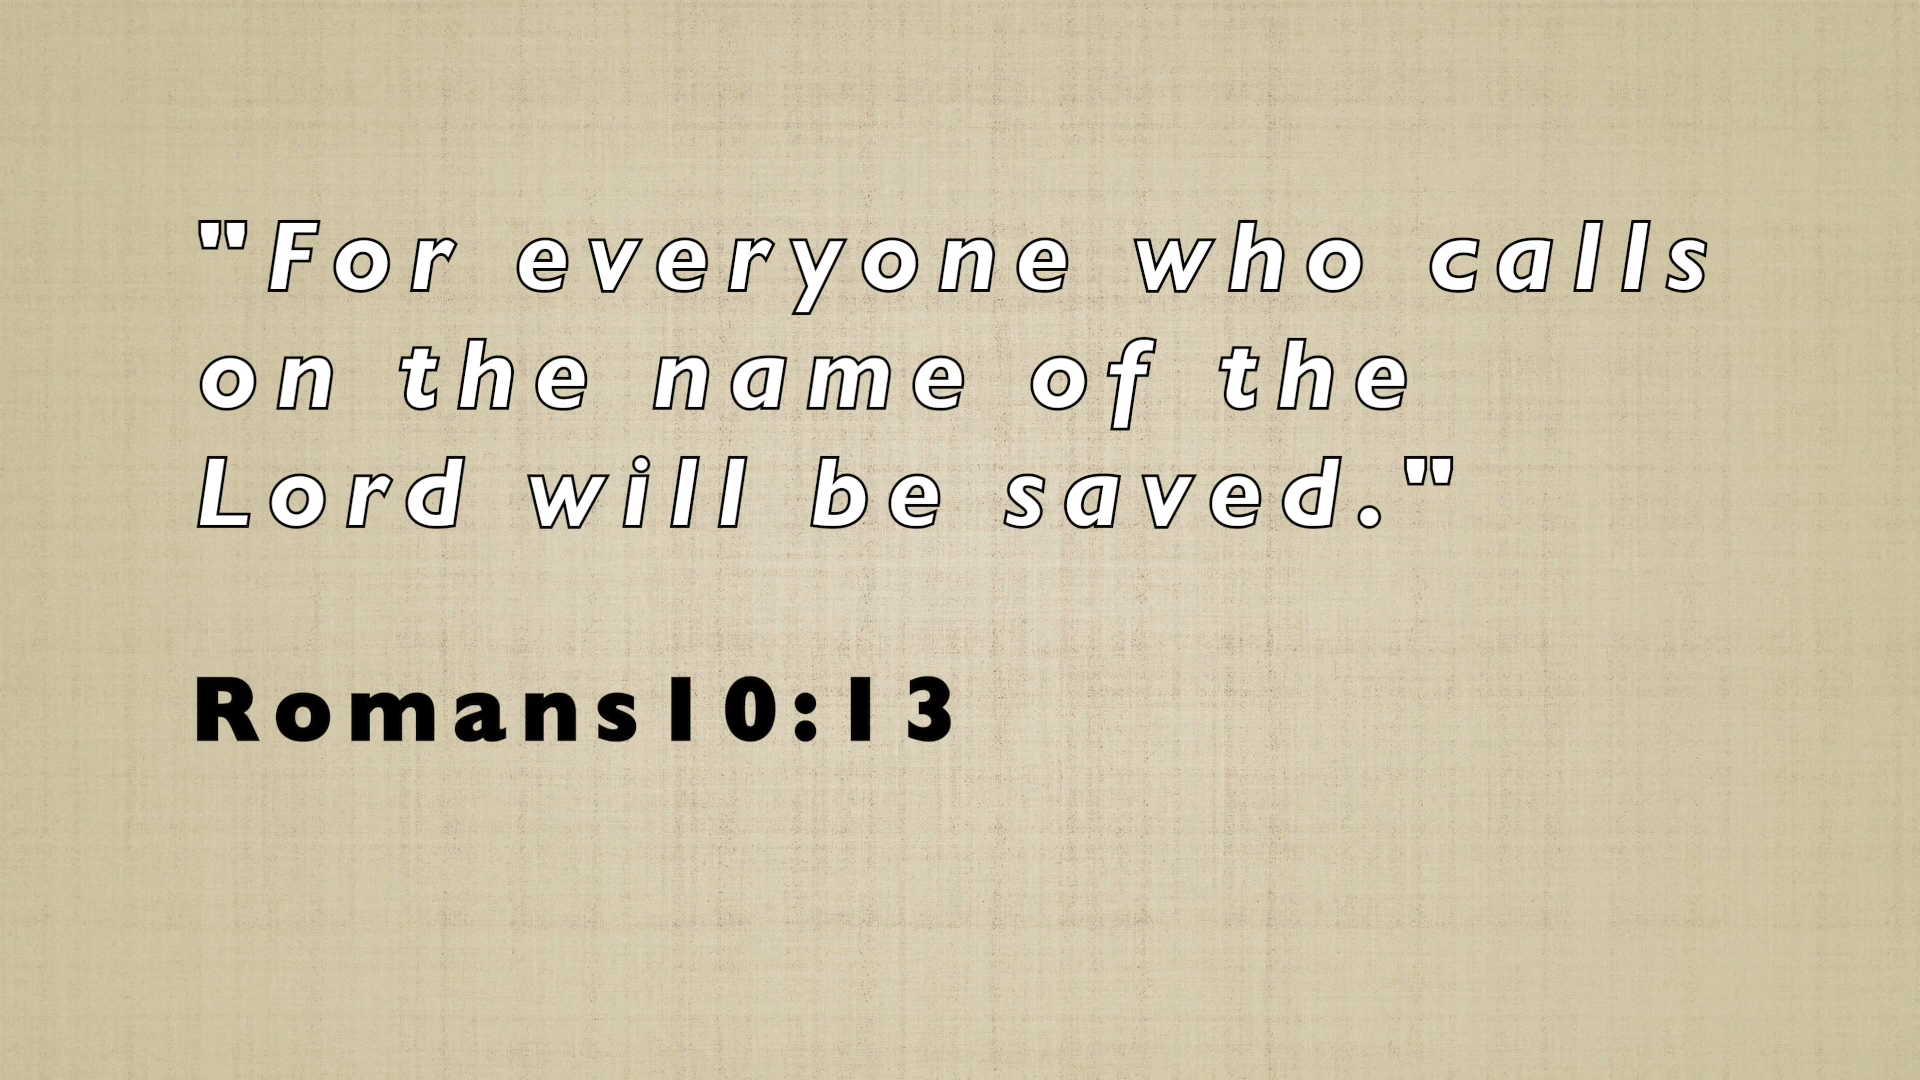 "For everyone who calls
on the name of the
Lord will be saved."
Romans10:13